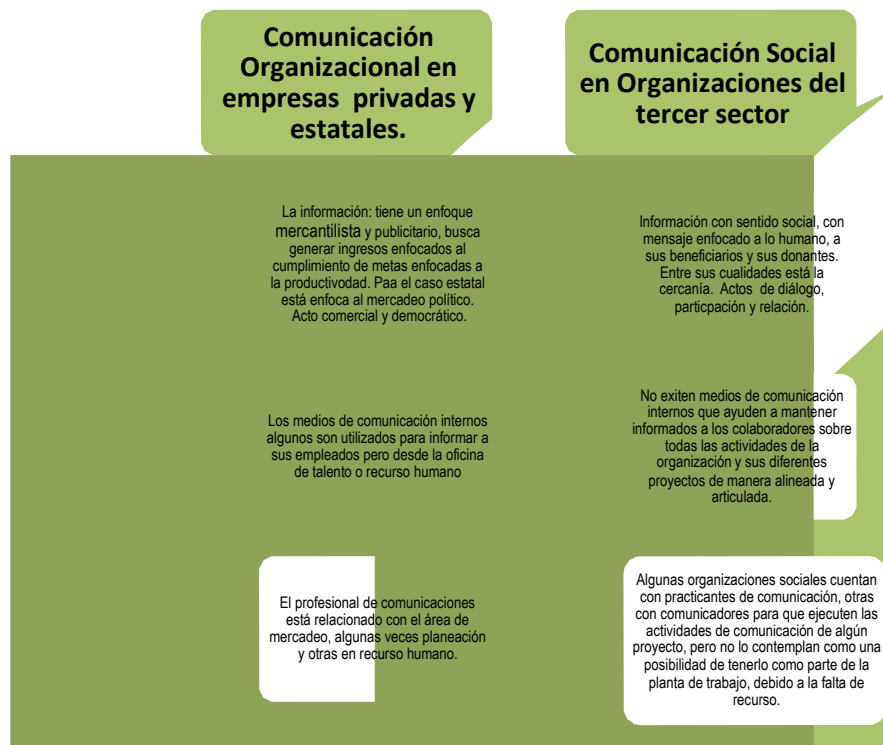 Comunicación
Organizacional en
empresas privadas y
estatales.
Comunicación Social
en Organizaciones del
tercer sector
La información: tiene un enfoque
mercantilista y publicitario, busca
generar ingresos enfocados al
cumplimiento de metas enfocadas a
la productivodad. Paa el caso estatal
está enfoca al mercadeo político.
Acto comercial y democrático.
Información con sentido social, con
mensaje enfocado a lo humano, a
sus beneficiarios y sus donantes.
Entre sus cualidades está la
cercanía. Actos de diálogo,
particpación y relación.
Los medios de comunicación internos
algunos son utilizados para informar a
sus empleados pero desde la oficina
de talento o recurso humano
No exiten medios de comunicación
internos que ayuden a mantener
informados a los colaboradores sobre
todas las actividades de la
organización y sus diferentes
proyectos de manera alineada y
articulada.
El profesional de comunicaciones
está relacionado con el área de
mercadeo, algunas veces planeación
y otras en recurso humano.
Algunas organizaciones sociales cuentan
con practicantes de comunicación, otras
con comunicadores para que ejecuten las
actividades de comunicación de algún
proyecto, pero no lo contemplan como una
posibilidad de tenerlo como parte de la
planta de trabajo, debido a la falta de
recurso.